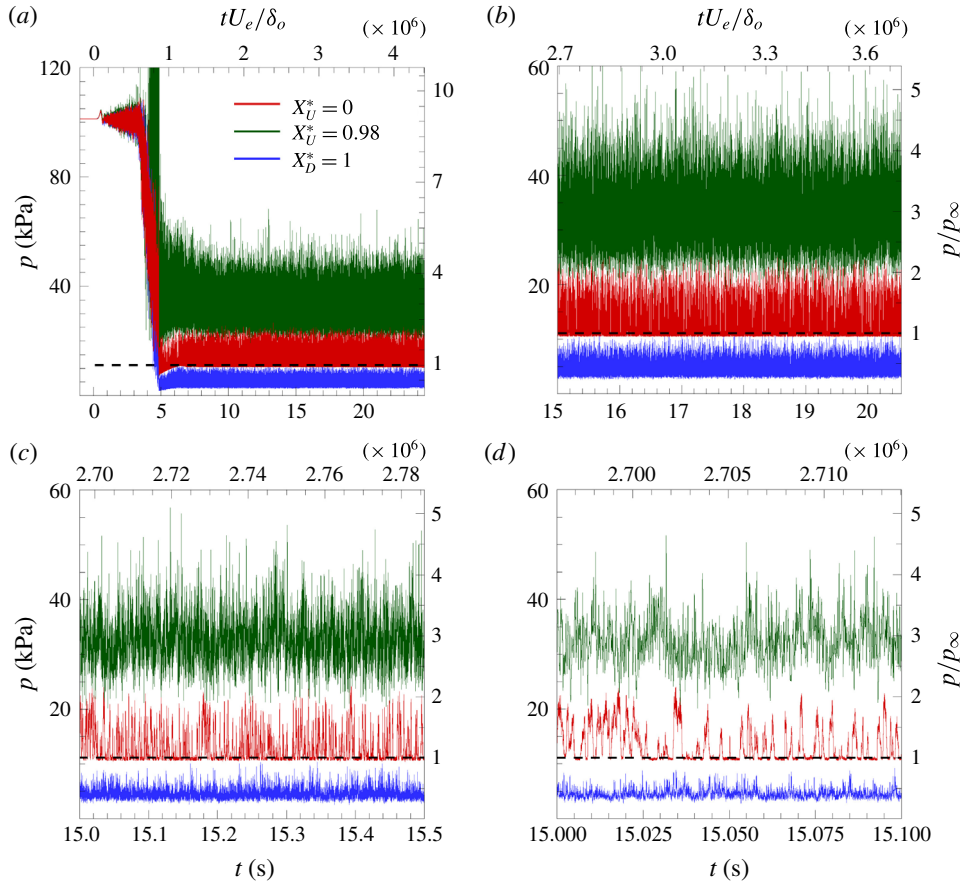 (a)
tU_e/δ_o
(× 10^6)
0 1 2 3 4
120
80
40
p (kPa)
10
7
4
1
X*_U = 0
X*_U = 0.98
X*_D = 1
0 5 10 15 20
(b)
tU_e/δ_o
(× 10^6)
2.7 3.0 3.3 3.6
60
40
20
5
4
3
2
1
p/p_∞
15 16 17 18 19 20
(c)
(× 10^6)
2.70 2.72 2.74 2.76 2.78
60
40
20
p (kPa)
5
4
3
2
1
15.0 15.1 15.2 15.3 15.4 15.5
t (s)
(d)
(× 10^6)
2.700 2.705 2.710
60
40
20
5
4
3
2
1
p/p_∞
15.000 15.025 15.050 15.075 15.100
t (s)